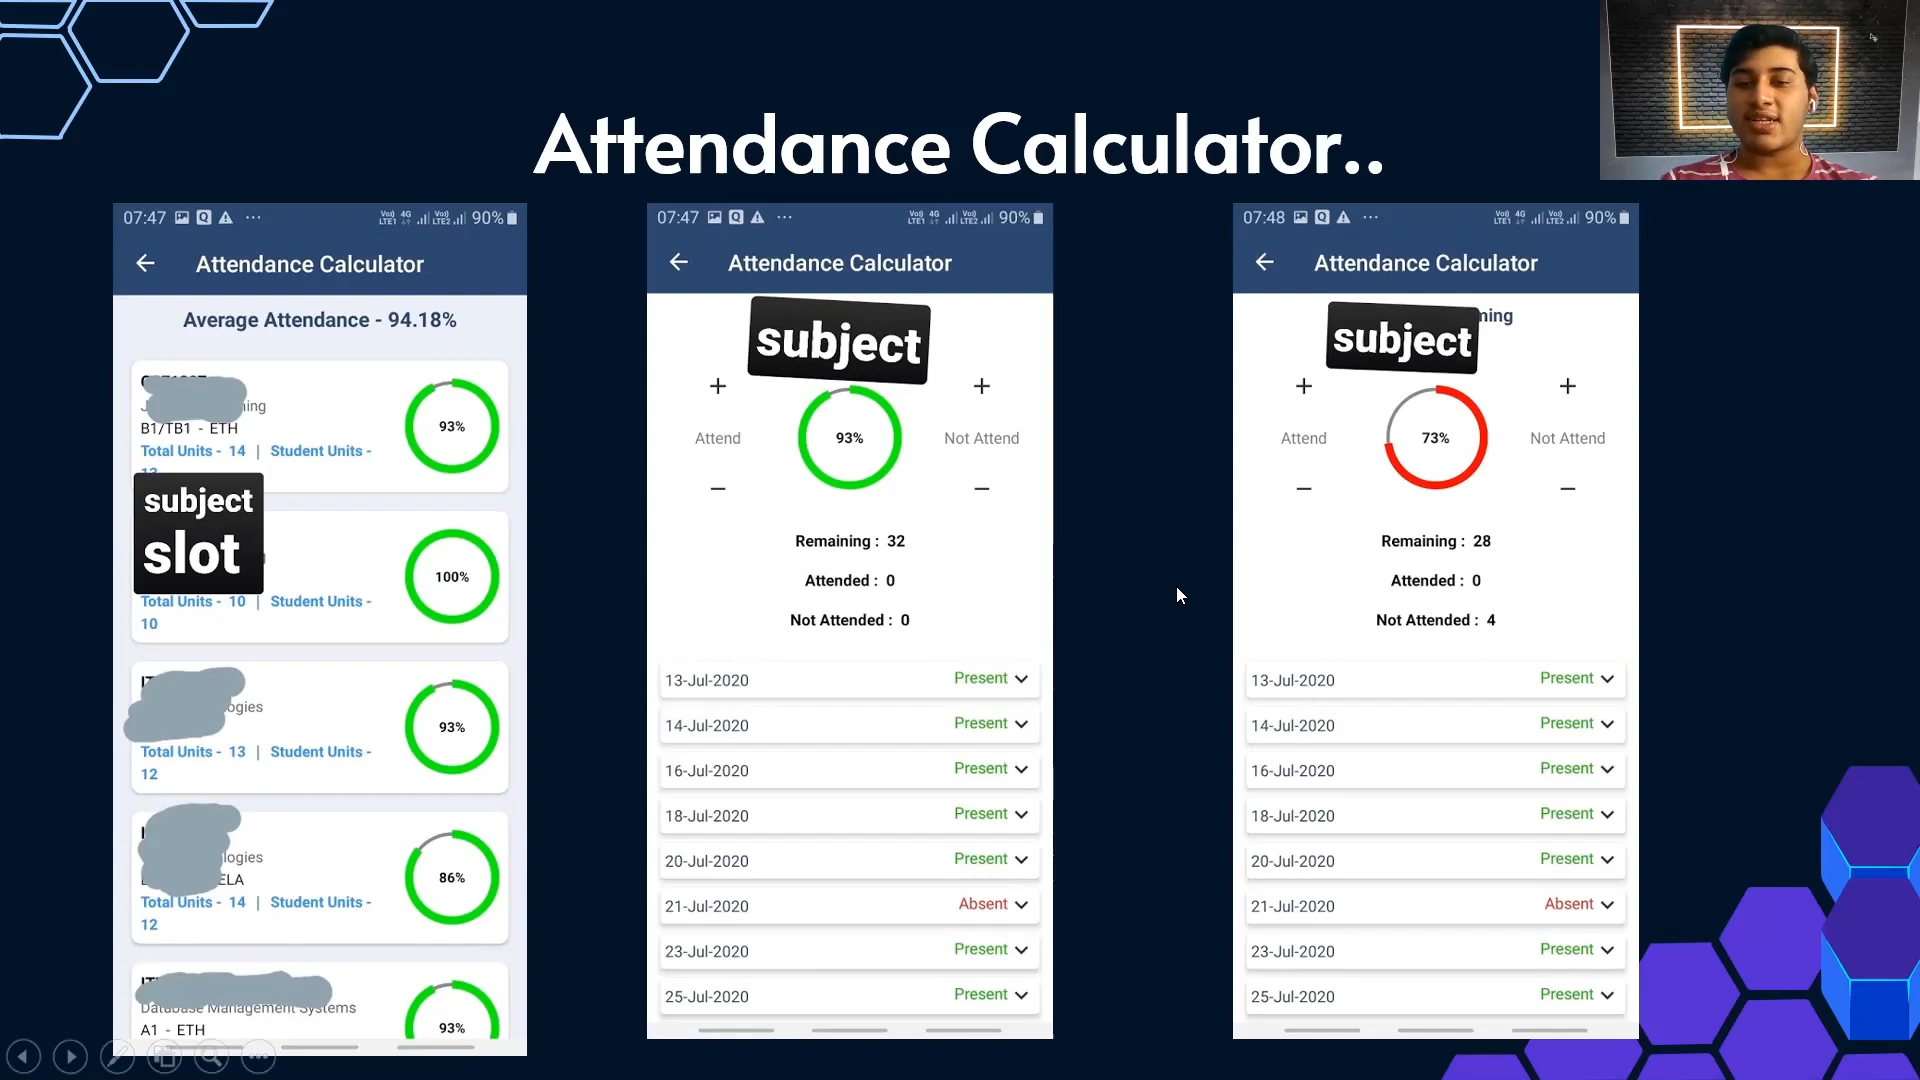 Attendance Calculator..
07:47
90%
Attendance Calculator
Average Attendance - 94.18%
ing
B1/TB1 - ETH
Total Units - 14 | Student Units -
93%
subject
slot
Total Units - 10 | Student Units -
10
100%
ogies
Total Units - 13 | Student Units -
12
93%
logies
ELA
Total Units - 14 | Student Units -
12
86%
Database Management Systems
A1 - ETH
93%
07:47
90%
Attendance Calculator
subject
+ +
Attend 93% Not Attend
− −
Remaining : 32
Attended : 0
Not Attended : 0
13-Jul-2020 Present
14-Jul-2020 Present
16-Jul-2020 Present
18-Jul-2020 Present
20-Jul-2020 Present
21-Jul-2020 Absent
23-Jul-2020 Present
25-Jul-2020 Present
07:48
90%
Attendance Calculator
subject ming
+ +
Attend 73% Not Attend
− −
Remaining : 28
Attended : 0
Not Attended : 4
13-Jul-2020 Present
14-Jul-2020 Present
16-Jul-2020 Present
18-Jul-2020 Present
20-Jul-2020 Present
21-Jul-2020 Absent
23-Jul-2020 Present
25-Jul-2020 Present